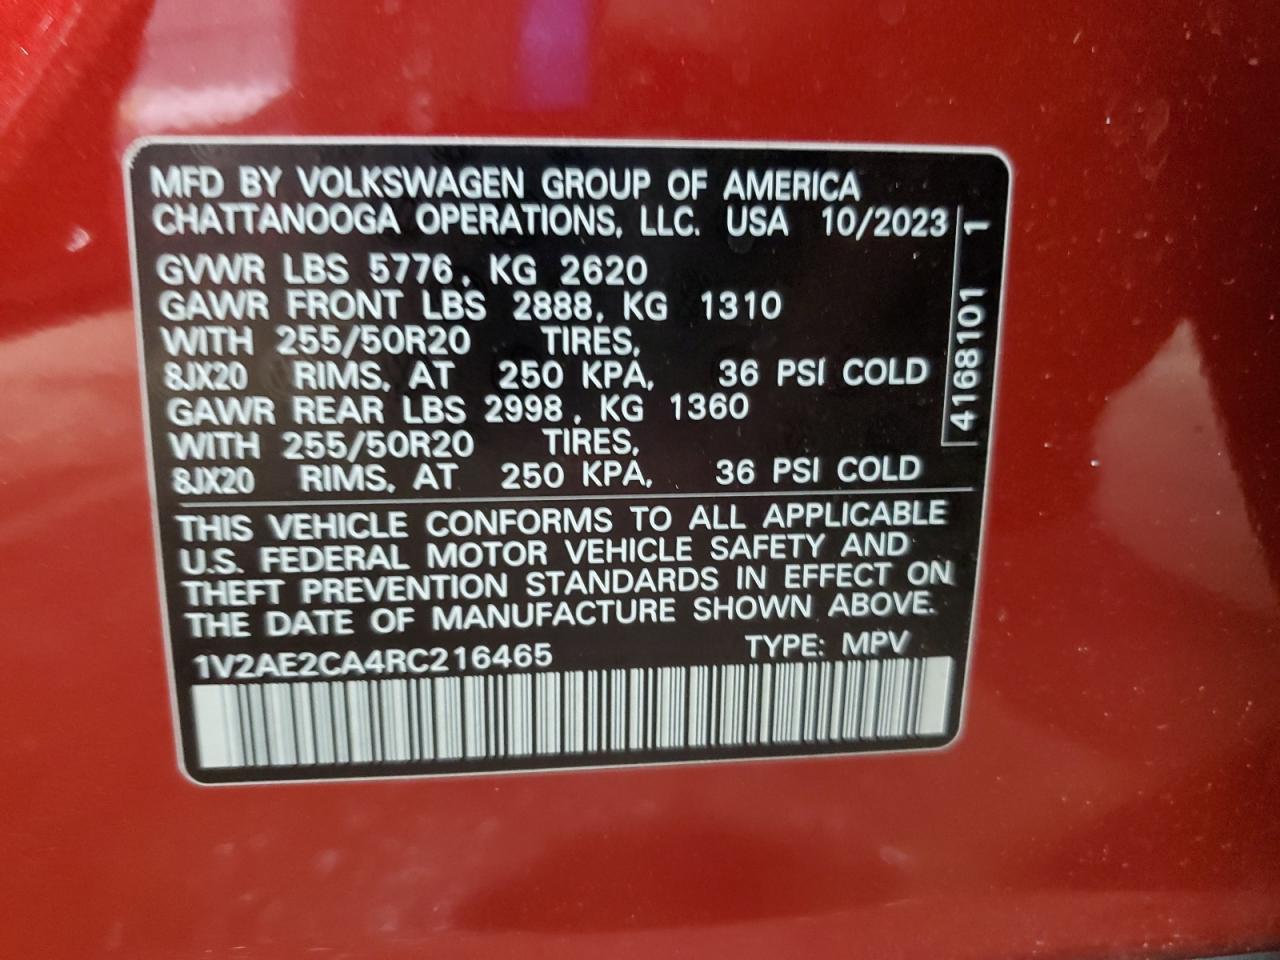 MFD BY VOLKSWAGEN GROUP OF AMERICA
CHATTANOOGA OPERATIONS, LLC. USA 10/2023
GVWR LBS 5776, KG 2620
GAWR FRONT LBS 2888, KG 1310
WITH 255/50R20 TIRES,
8JX20 RIMS, AT 250 KPA, 36 PSI COLD
GAWR REAR LBS 2998, KG 1360
WITH 255/50R20 TIRES,
8JX20 RIMS, AT 250 KPA, 36 PSI COLD
4168101 1
THIS VEHICLE CONFORMS TO ALL APPLICABLE
U.S. FEDERAL MOTOR VEHICLE SAFETY AND
THEFT PREVENTION STANDARDS IN EFFECT ON
THE DATE OF MANUFACTURE SHOWN ABOVE.
1V2AE2CA4RC216465 TYPE: MPV